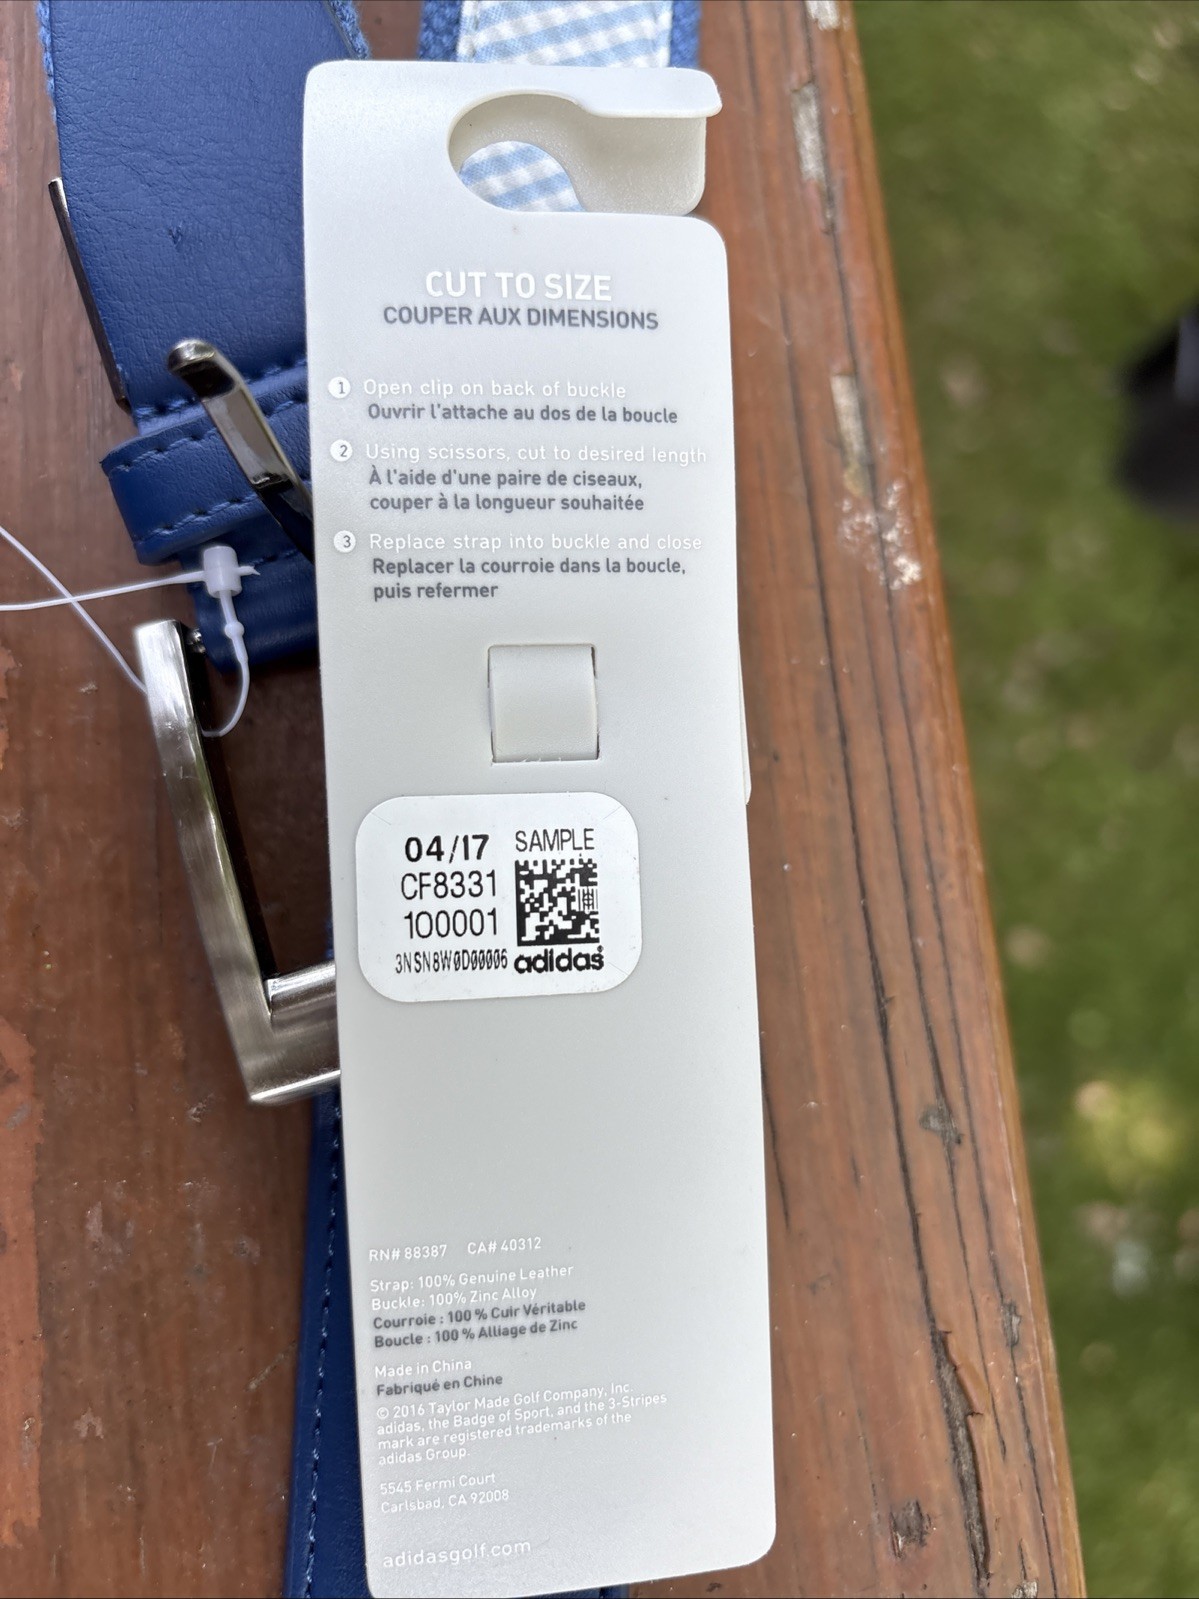 CUT TO SIZE
COUPER AUX DIMENSIONS
1 Open clip on back of buckle
Ouvrir l'attache au dos de la boucle
2 Using scissors, cut to desired length
À l'aide d'une paire de ciseaux,
couper à la longueur souhaitée
3 Replace strap into buckle and close
Replacer la courroie dans la boucle,
puis refermer
04/17 SAMPLE
CF8331
100001
3NSN8W0D00006 adidas
RN# 88387 CA# 40312
Strap: 100% Genuine Leather
Buckle: 100% Zinc Alloy
Courroie : 100 % Cuir Véritable
Boucle : 100 % Alliage de Zinc
Made in China
Fabriqué en Chine
© 2016 Taylor Made Golf Company, Inc.
adidas, the Badge of Sport, and the 3-Stripes
mark are registered trademarks of the
adidas Group.
5545 Fermi Court
Carlsbad, CA 92008
adidasgolf.com